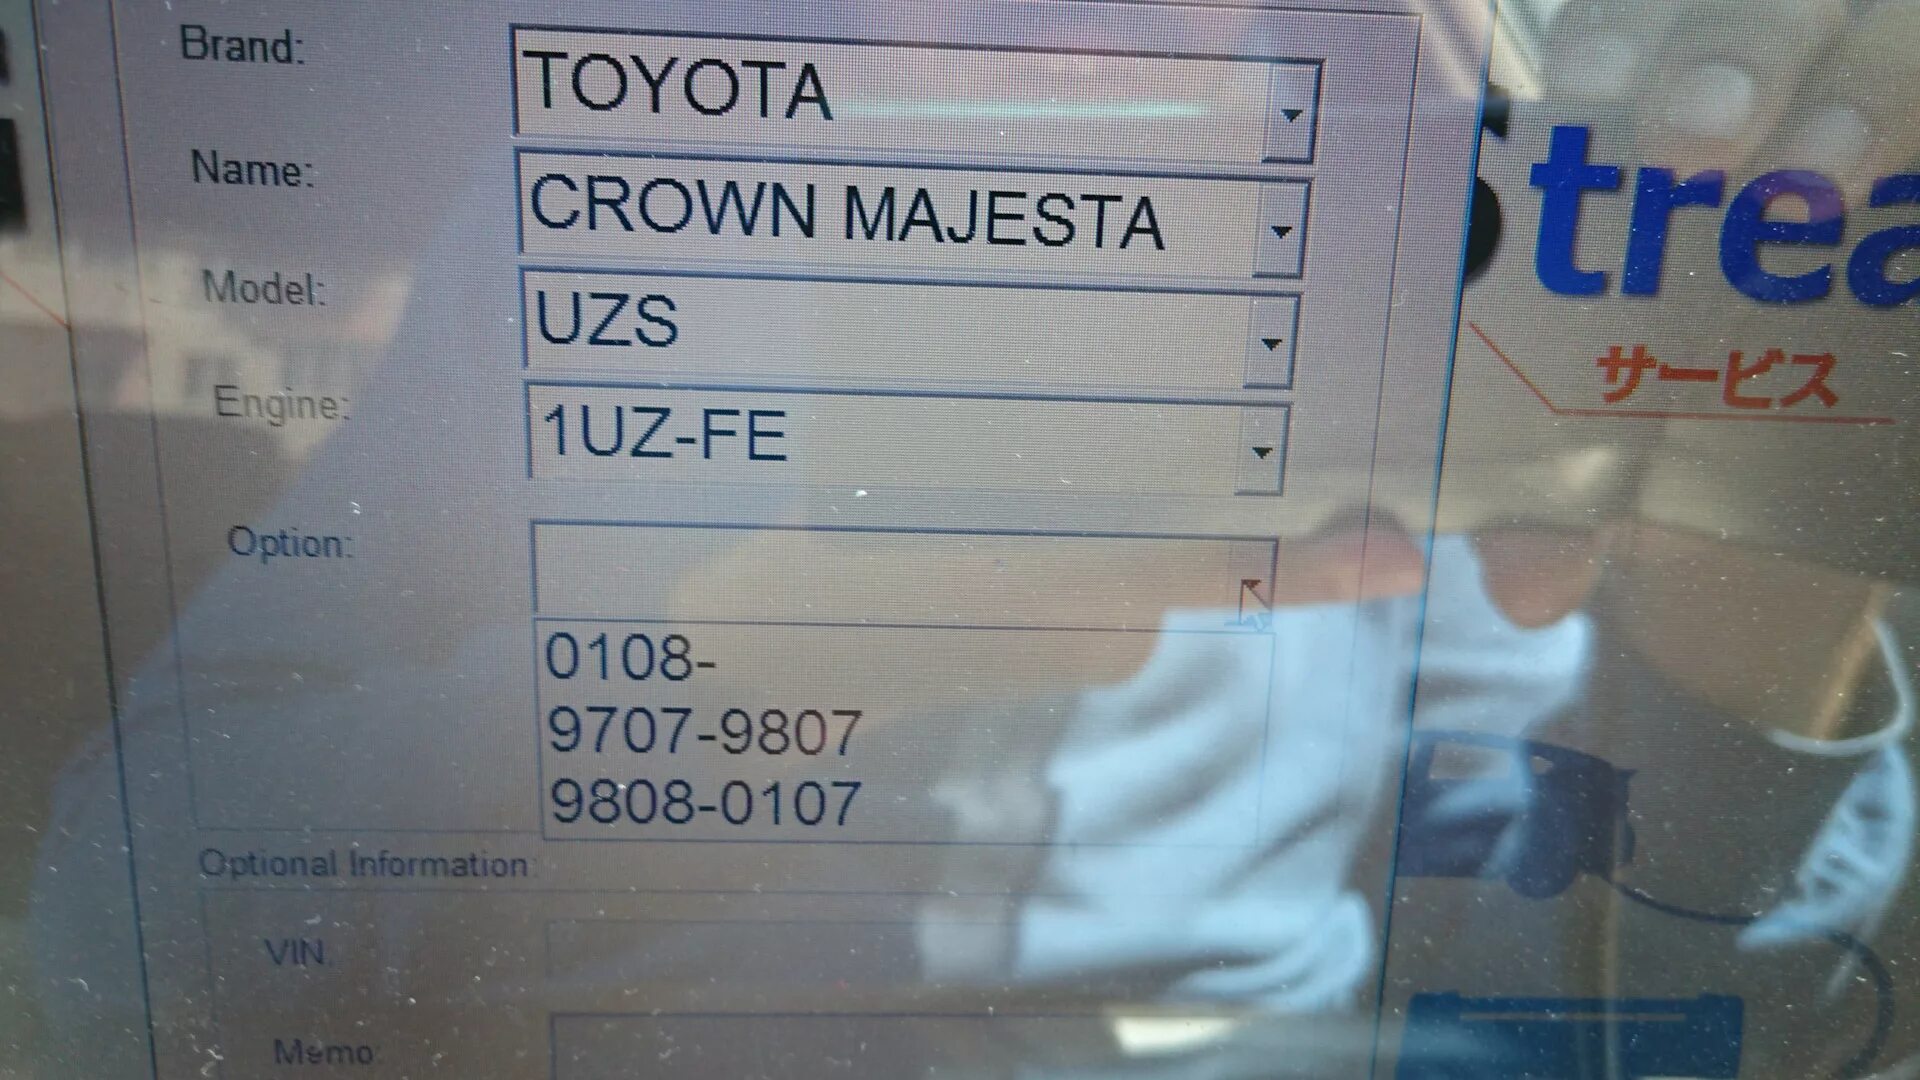 Brand:
TOYOTA
Name:
CROWN MAJESTA
Model:
UZS
Engine:
1UZ-FE
Option:
0108-
9707-9807
9808-0107
Optional Information:
VIN.
Memo:
Strea
サービス